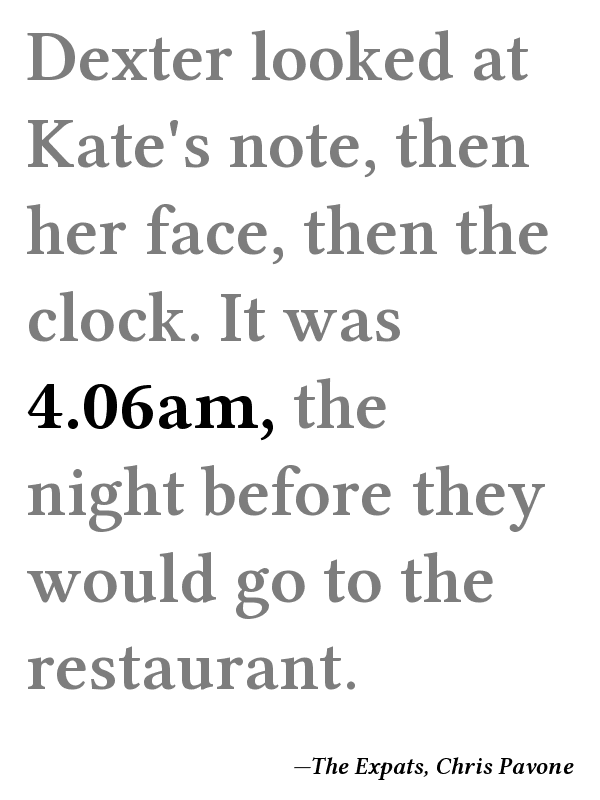 Dexter looked at
Kate's note, then
her face, then the
clock. It was
4.06am, the
night before they
would go to the
restaurant.
—The Expats, Chris Pavone